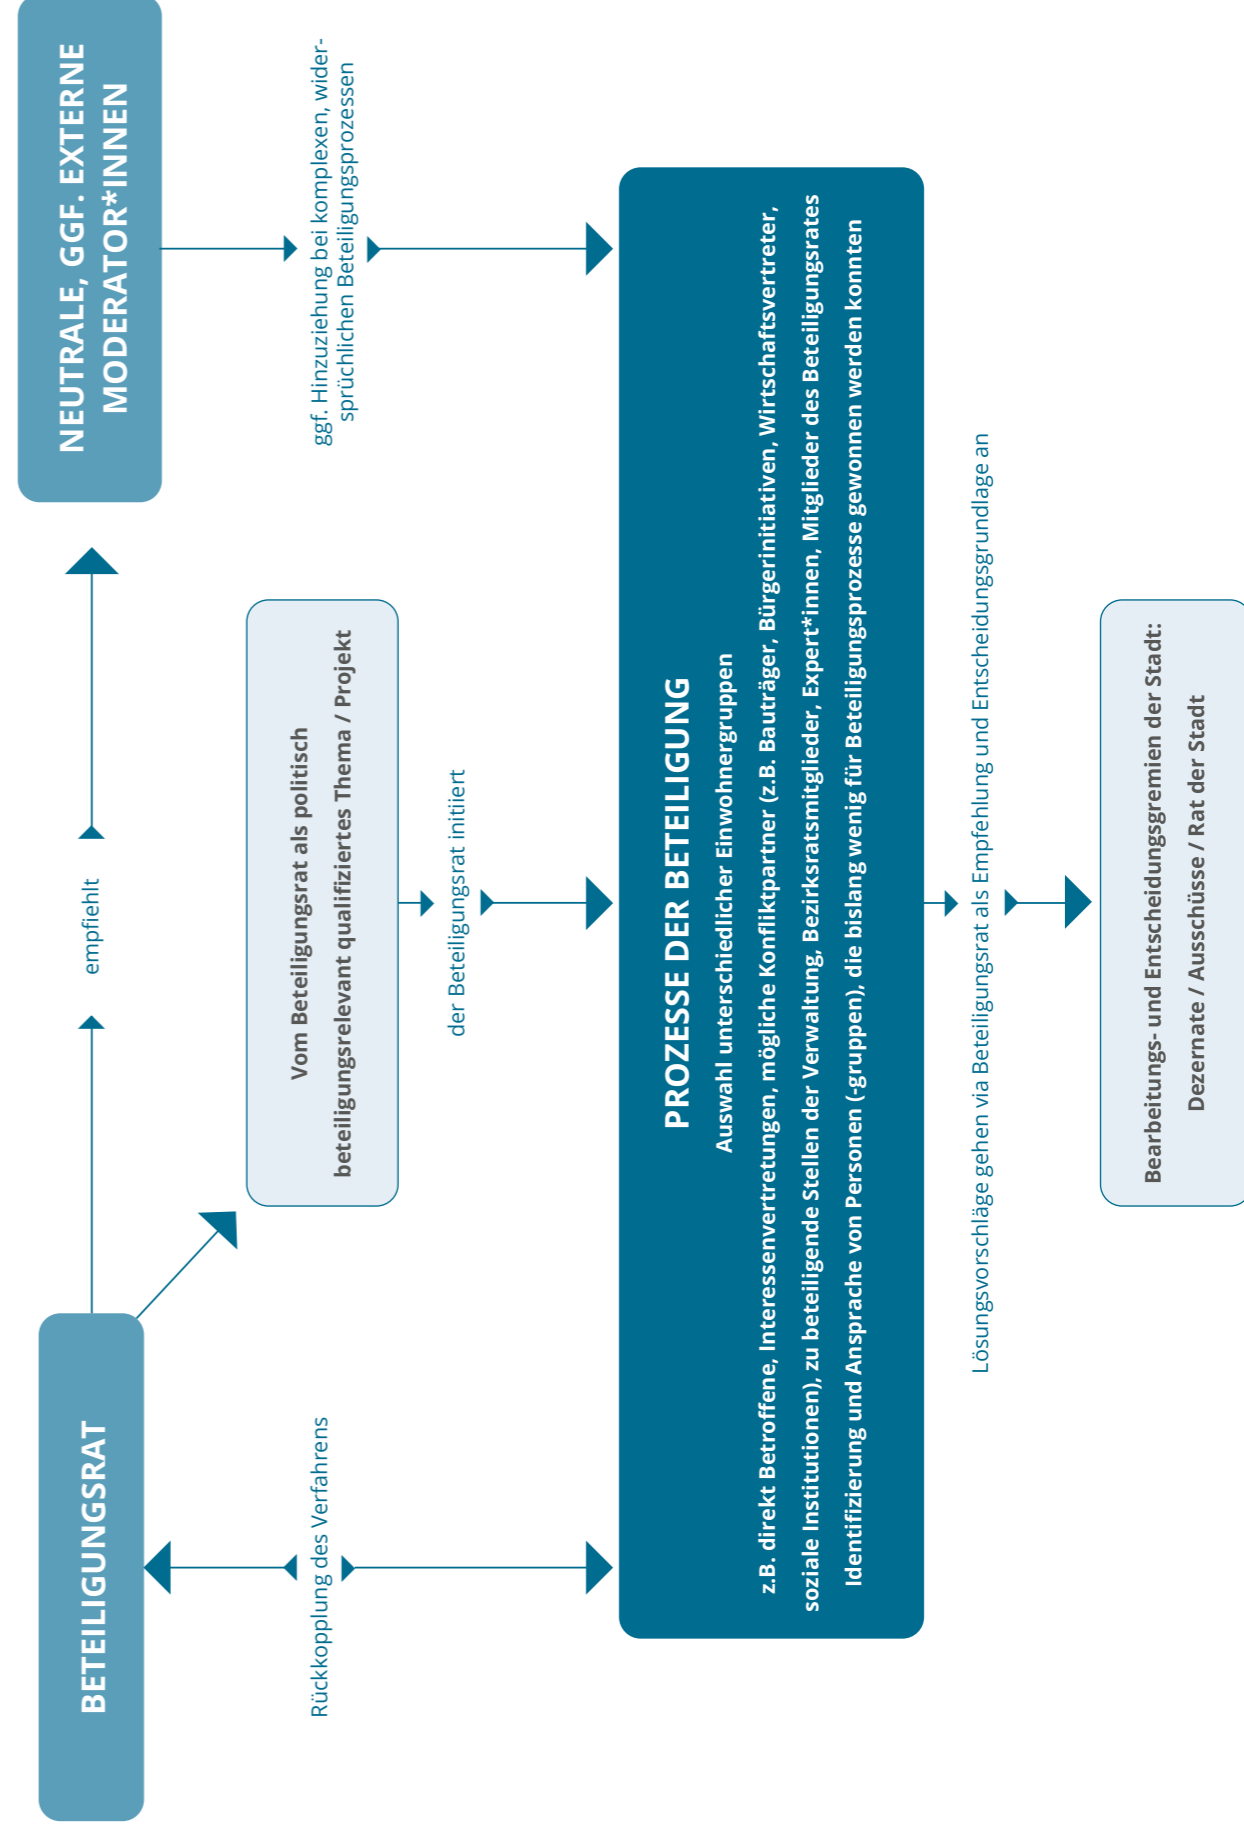 BETEILIGUNGSRAT
empfiehlt
NEUTRALE, GGF. EXTERNE
MODERATOR*INNEN
Vom Beteiligungsrat als politisch
beteiligungsrelevant qualifiziertes Thema / Projekt
Rückkopplung des Verfahrens
der Beteiligungsrat initiiert
ggf. Hinzuziehung bei komplexen, wider-
sprüchlichen Beteiligungsprozessen
PROZESSE DER BETEILIGUNG
Auswahl unterschiedlicher Einwohnergruppen
z.B. direkt Betroffene, Interessenvertretungen, mögliche Konfliktpartner (z.B. Bauträger, Bürgerinitiativen, Wirtschaftsvertreter,
soziale Institutionen), zu beteiligende Stellen der Verwaltung, Bezirksratsmitglieder, Expert*innen, Mitglieder des Beteiligungsrates
Identifizierung und Ansprache von Personen (-gruppen), die bislang wenig für Beteiligungsprozesse gewonnen werden konnten
Lösungsvorschläge gehen via Beteiligungsrat als Empfehlung und Entscheidungsgrundlage an
Bearbeitungs- und Entscheidungsgremien der Stadt:
Dezernate / Ausschüsse / Rat der Stadt